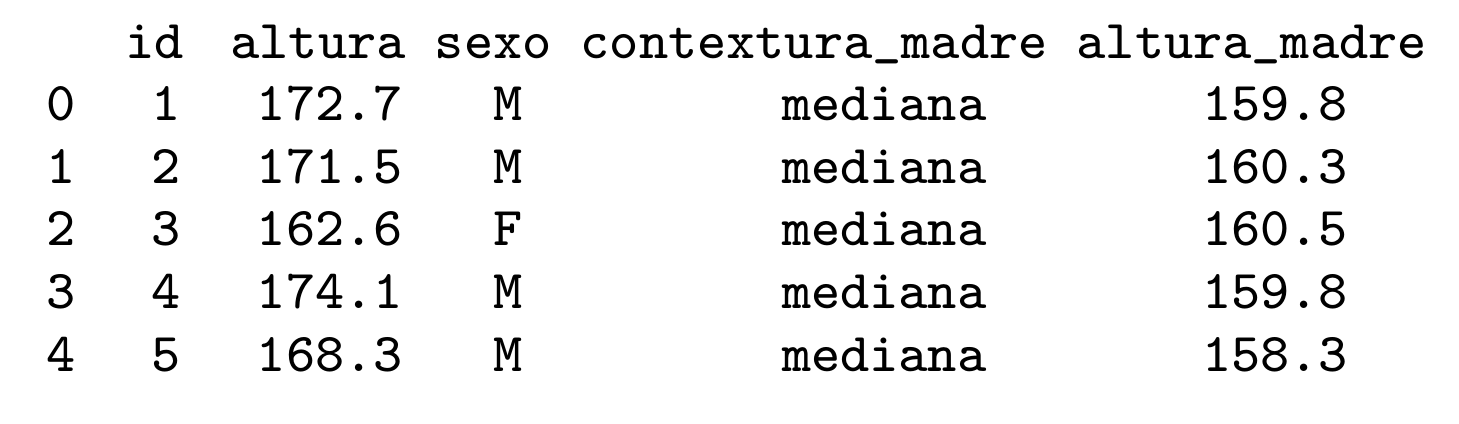 id altura sexo contextura_madre altura_madre
0 1 172.7 M mediana 159.8
1 2 171.5 M mediana 160.3
2 3 162.6 F mediana 160.5
3 4 174.1 M mediana 159.8
4 5 168.3 M mediana 158.3